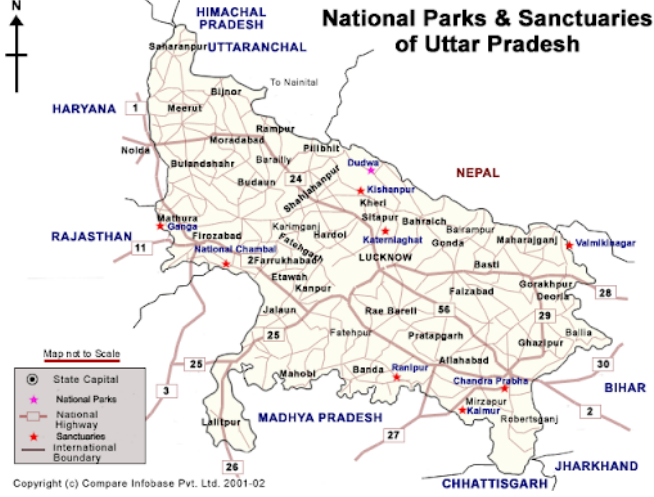 N
HIMACHAL
PRADESH
National Parks & Sanctuaries
of Uttar Pradesh
Saharanpur
UTTARANCHAL
To Nainital
Bijnor
HARYANA
1
Meerut
Rampur
Moradabad
Pilibhit
Noida
Bulandshahr
Barailly
Dudwa
NEPAL
24
Budaun
Shahjahanpur
Kishanpur
Kheri
Mathura
Ganga
Sitapur
Bahraich
Karimganj
Balrampur
RAJASTHAN
Firozabad
Hardoi
Katerniaghat
Gonda
Maharajganj
Valmikinagar
11
National Chambal
Fatehgarh
2
Farrukhabad
LUCKNOW
Basti
Etawah
Kanpur
Faizabad
Gorakhpur
Deoria
28
Jalaun
Rae Bareli
56
29
25
Fatehpur
Pratapgarh
Ballia
Ghazipur
Map not to Scale
25
Mahobi
Banda
Ranipur
Allahabad
30
State Capital
National Parks
National
Highway
Sanctuaries
International
Boundary
3
Chandra Prabha
BIHAR
Mirzapur
Kaimur
2
Lalitpur
MADHYA PRADESH
Robertsganj
27
26
JHARKHAND
CHHATTISGARH
Copyright (c) Compare Infobase Pvt. Ltd. 2001-02